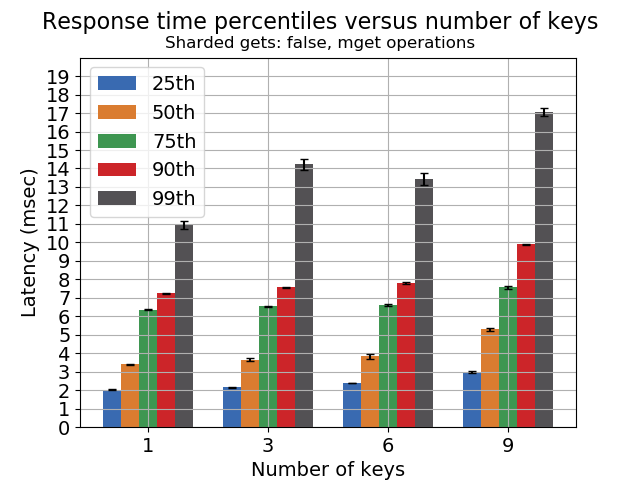 Response time percentiles versus number of keys
Sharded gets: false, mget operations
25th
50th
75th
90th
99th
Latency (msec)
19
18
17
16
15
14
13
12
11
10
9
8
7
6
5
4
3
2
1
0
1 3 6 9
Number of keys